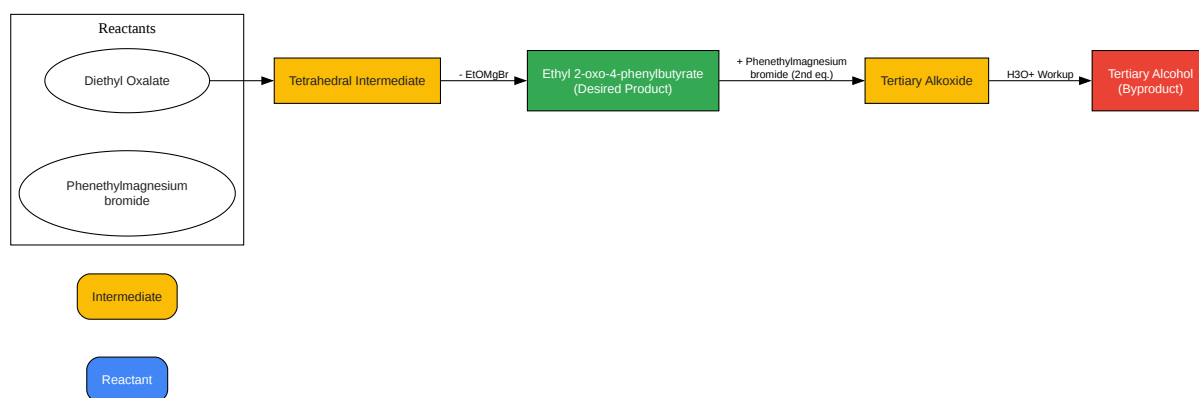 Reactants
Diethyl Oxalate
Phenethylmagnesium
bromide
Tetrahedral Intermediate
- EtOMgBr
Ethyl 2-oxo-4-phenylbutyrate
(Desired Product)
+ Phenethylmagnesium
bromide (2nd eq.)
Tertiary Alkoxide
H3O+ Workup
Tertiary Alcohol
(Byproduct)
Intermediate
Reactant